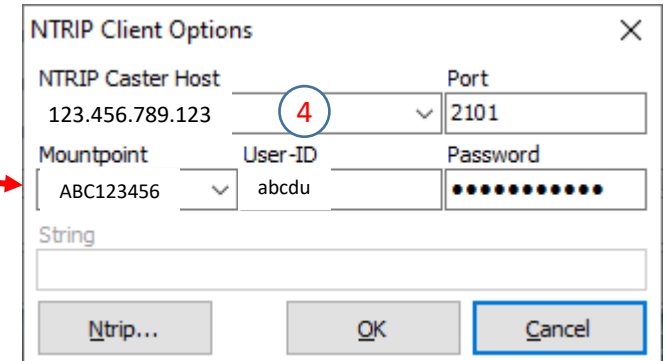 NTRIP Client Options
NTRIP Caster Host Port
123.456.789.123 4 2101
Mountpoint User-ID Password
ABC123456 abcdu •••••••••••
String
Ntrip... OK Cancel